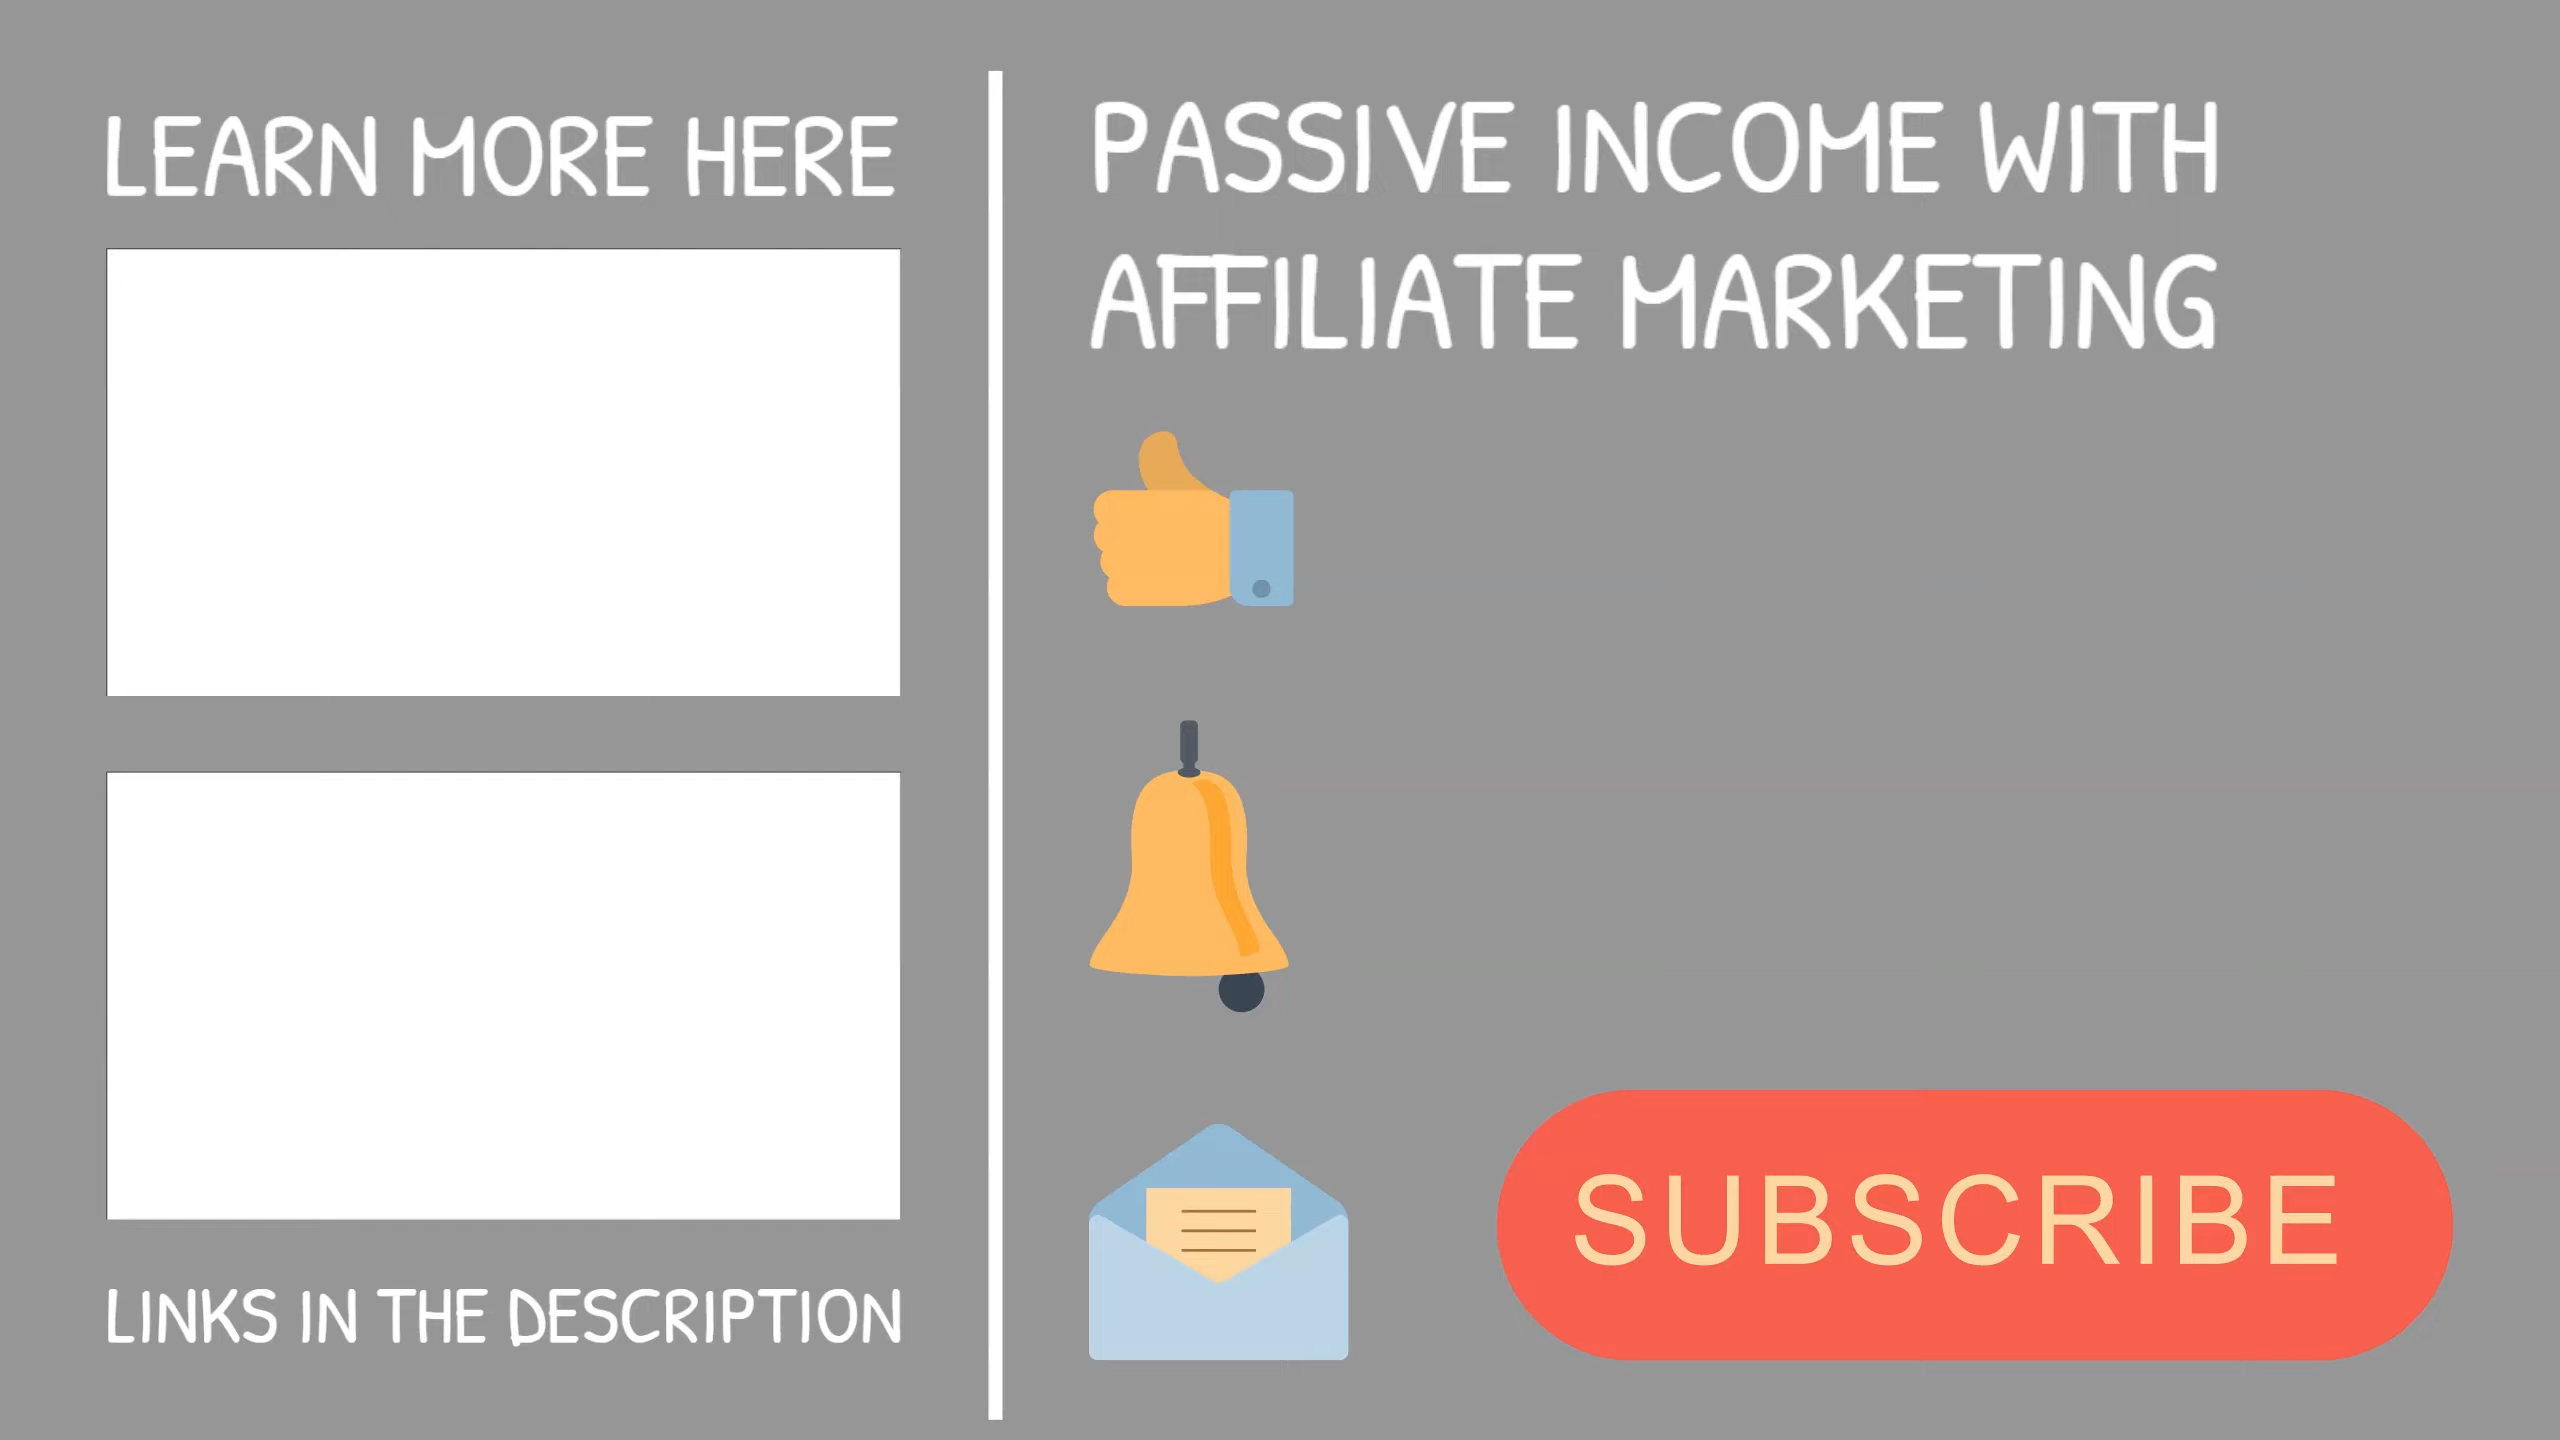 LEARN MORE HERE
LINKS IN THE DESCRIPTION
PASSIVE INCOME WITH
AFFILIATE MARKETING
SUBSCRIBE